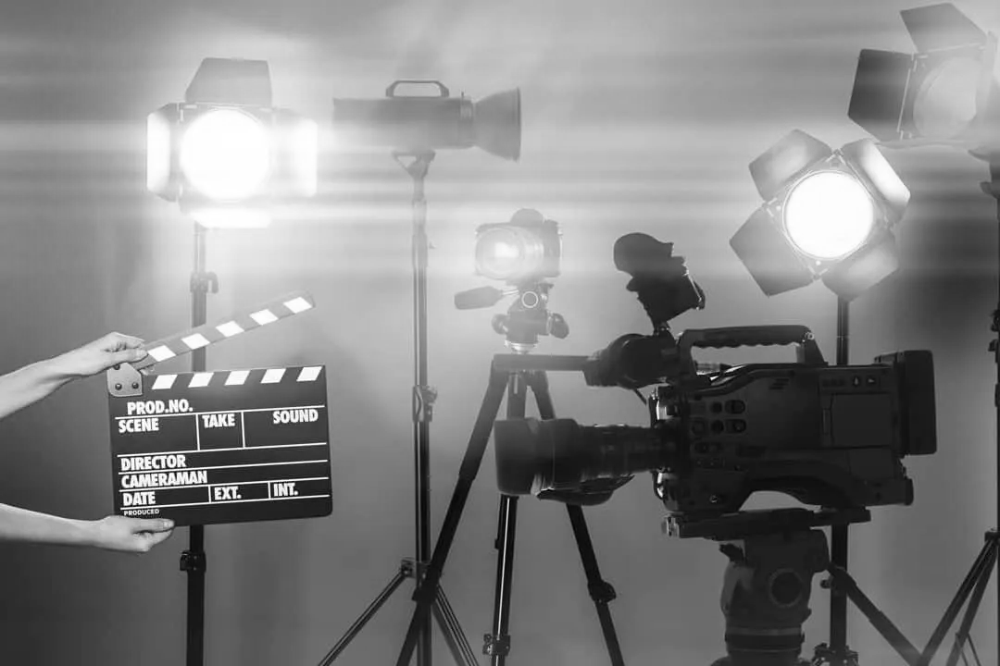 PROD.NO.
SCENE TAKE SOUND
DIRECTOR
CAMERAMAN
DATE EXT. INT.
PRODUCED